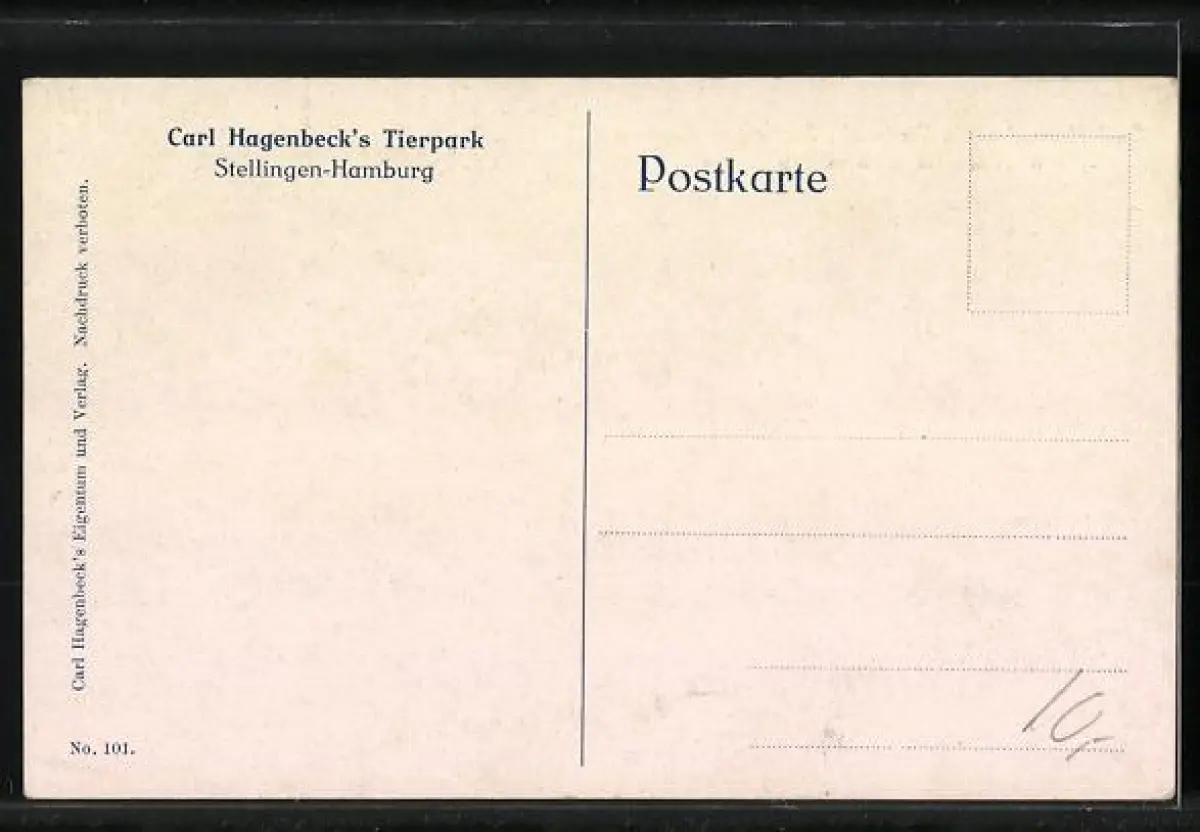 Carl Hagenbeck's Tierpark
Stellingen-Hamburg
Postkarte
Carl Hagenbeck's Eigentum und Verlag. Nachdruck verboten.
No. 101.
10,-